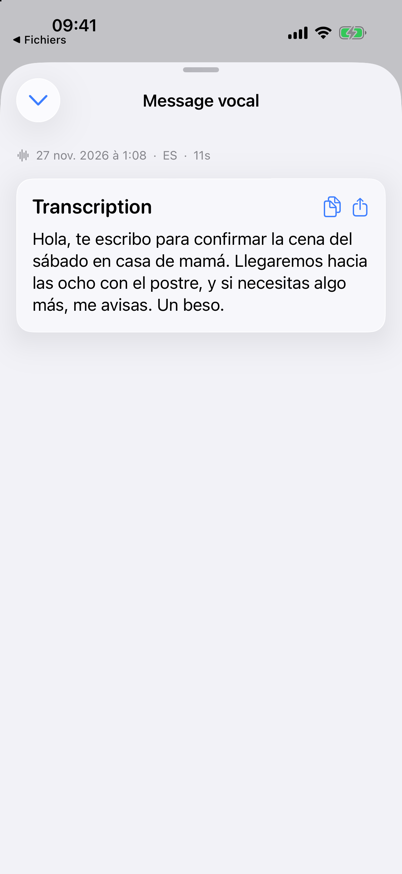 09:41
◀ Fichiers
Message vocal
27 nov. 2026 à 1:08 · ES · 11s
Transcription
Hola, te escribo para confirmar la cena del
sábado en casa de mamá. Llegaremos hacia
las ocho con el postre, y si necesitas algo
más, me avisas. Un beso.